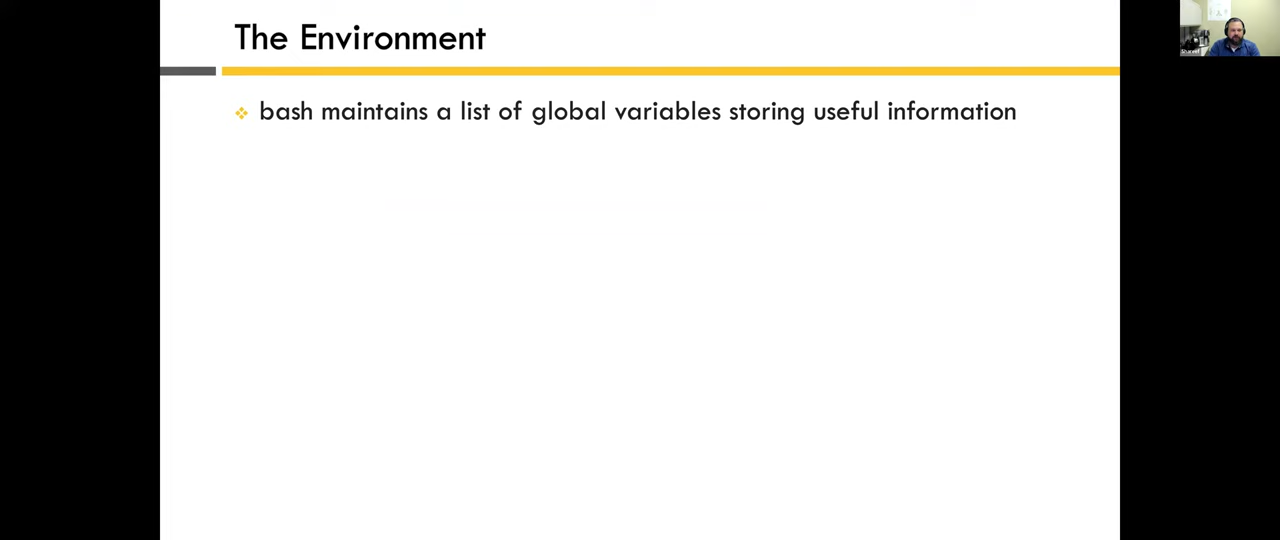 The Environment
bash maintains a list of global variables storing useful information